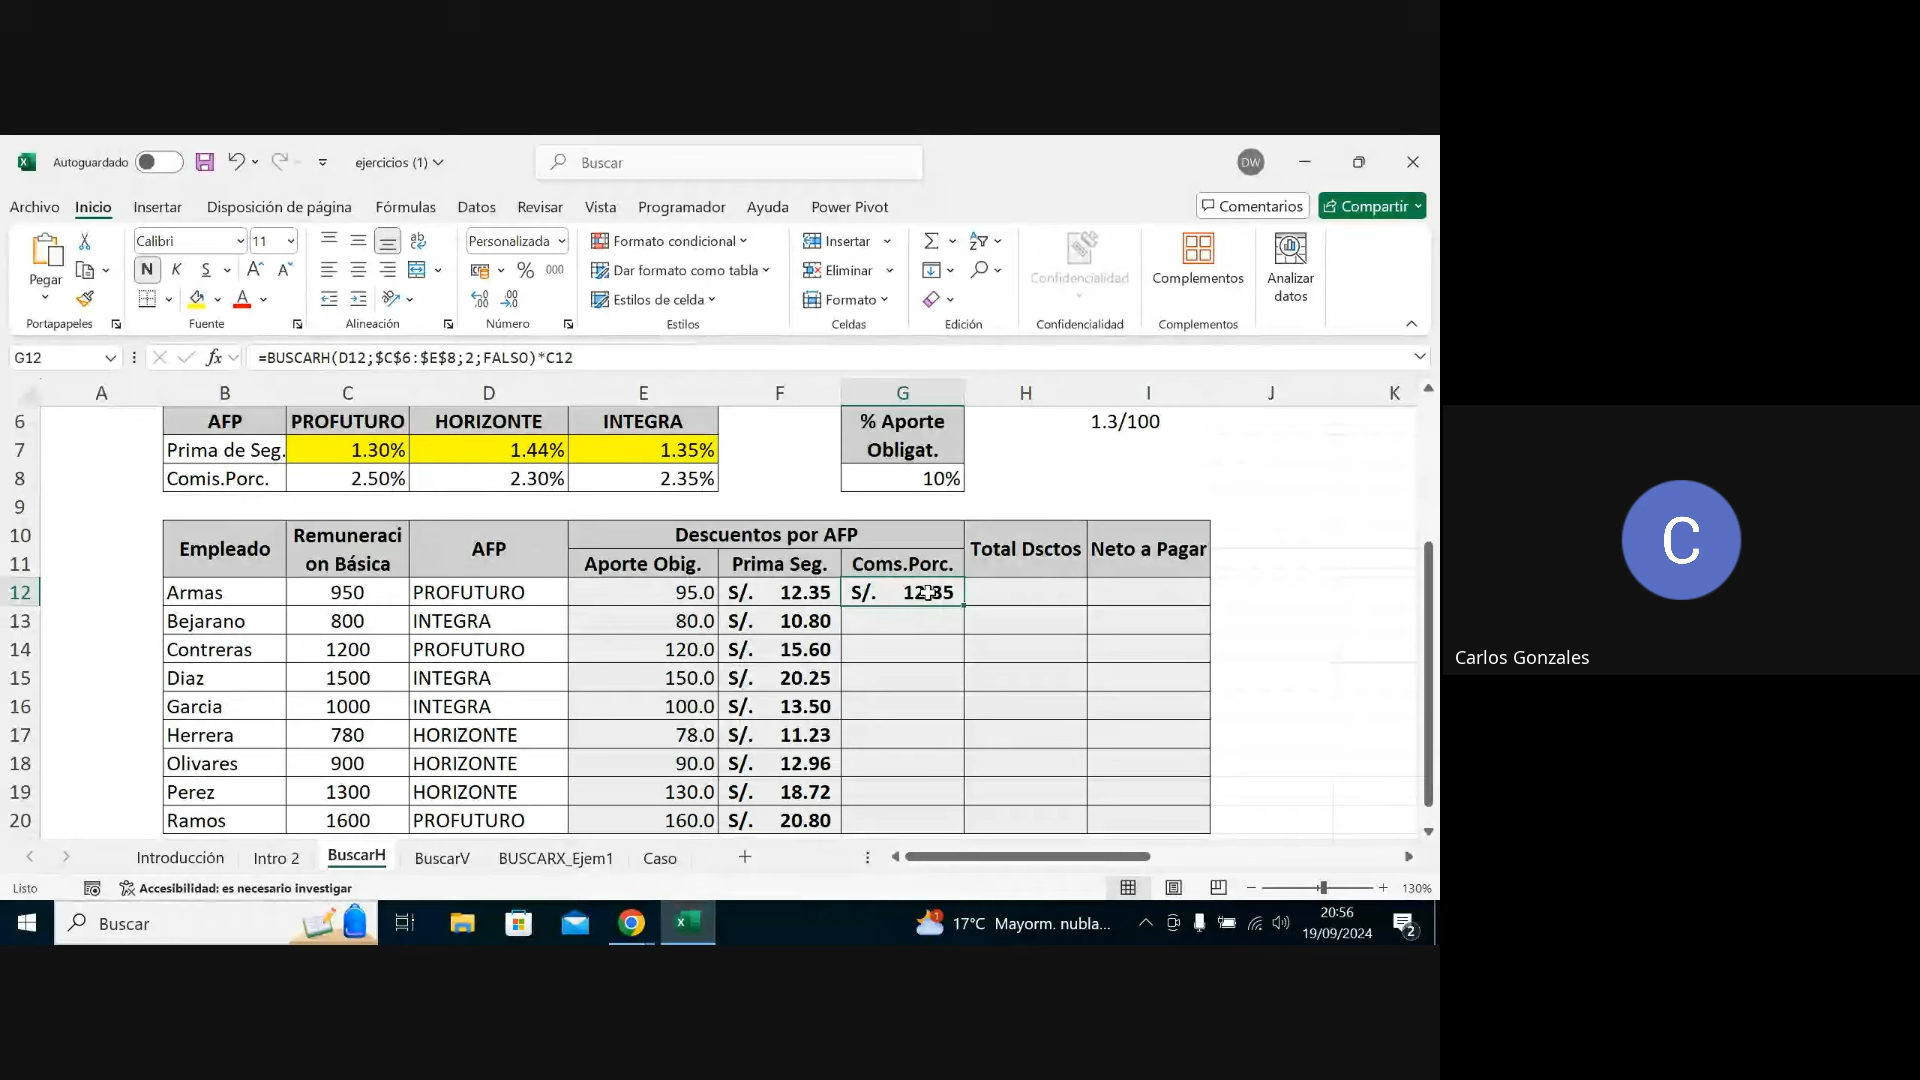 Autoguardado
ejercicios (1)
Buscar
DW
Archivo Inicio Insertar Disposición de página Fórmulas Datos Revisar Vista Programador Ayuda Power Pivot
Comentarios Compartir
Pegar
Portapapeles
Calibri 11
N K S
Fuente
Alineación
Personalizada
% 000
Número
Formato condicional
Dar formato como tabla
Estilos de celda
Estilos
Insertar
Eliminar
Formato
Celdas
Edición
Confidencialidad
Confidencialidad
Complementos
Complementos
Analizar
datos
G12 fx =BUSCARH(D12;$C$6:$E$8;2;FALSO)*C12
A B C D E F G H I J K
6 AFP PROFUTURO HORIZONTE INTEGRA % Aporte 1.3/100
7 Prima de Seg. 1.30% 1.44% 1.35% Obligat.
8 Comis.Porc. 2.50% 2.30% 2.35% 10%
9
10 Empleado Remuneraci AFP Descuentos por AFP Total Dsctos Neto a Pagar
11 on Básica Aporte Obig. Prima Seg. Coms.Porc.
12 Armas 950 PROFUTURO 95.0 S/. 12.35 S/. 12.35
13 Bejarano 800 INTEGRA 80.0 S/. 10.80
14 Contreras 1200 PROFUTURO 120.0 S/. 15.60
15 Diaz 1500 INTEGRA 150.0 S/. 20.25
16 Garcia 1000 INTEGRA 100.0 S/. 13.50
17 Herrera 780 HORIZONTE 78.0 S/. 11.23
18 Olivares 900 HORIZONTE 90.0 S/. 12.96
19 Perez 1300 HORIZONTE 130.0 S/. 18.72
20 Ramos 1600 PROFUTURO 160.0 S/. 20.80
Introducción Intro 2 BuscarH BuscarV BUSCARX_Ejem1 Caso
Listo Accesibilidad: es necesario investigar 130%
Buscar
17°C Mayorm. nubla...
20:56
19/09/2024
2
C
Carlos Gonzales